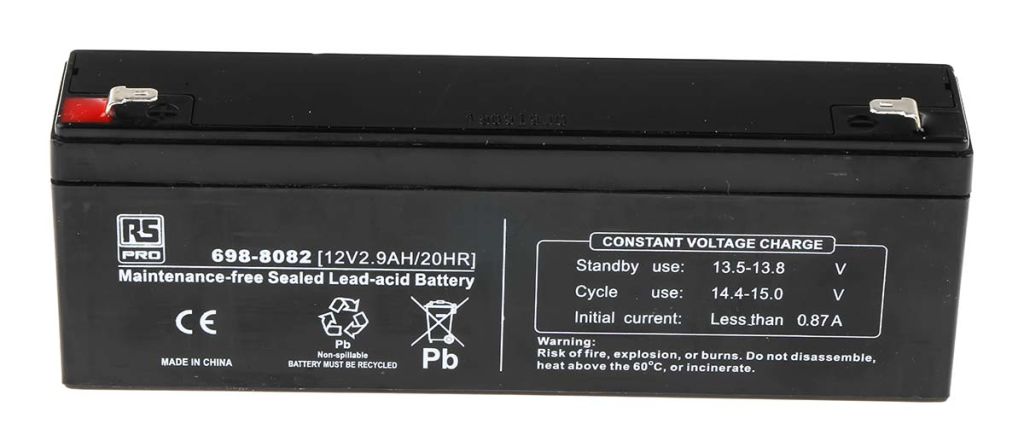 RS
PRO
698-8082 [12V2.9AH/20HR]
Maintenance-free Sealed Lead-acid Battery
CE
Pb
Non-spillable
BATTERY MUST BE RECYCLED
Pb
MADE IN CHINA
CONSTANT VOLTAGE CHARGE
Standby use: 13.5-13.8 V
Cycle use: 14.4-15.0 V
Initial current: Less than 0.87A
Warning:
Risk of fire, explosion, or burns. Do not disassemble,
heat above the 60°C, or incinerate.